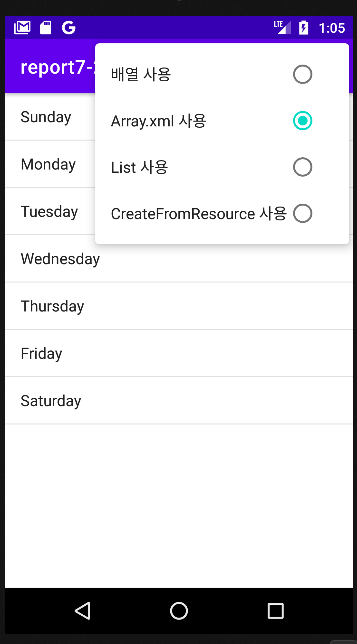 LTE 1:05
report7-
배열 사용
Array.xml 사용
List 사용
CreateFromResource 사용
Sunday
Monday
Tuesday
Wednesday
Thursday
Friday
Saturday